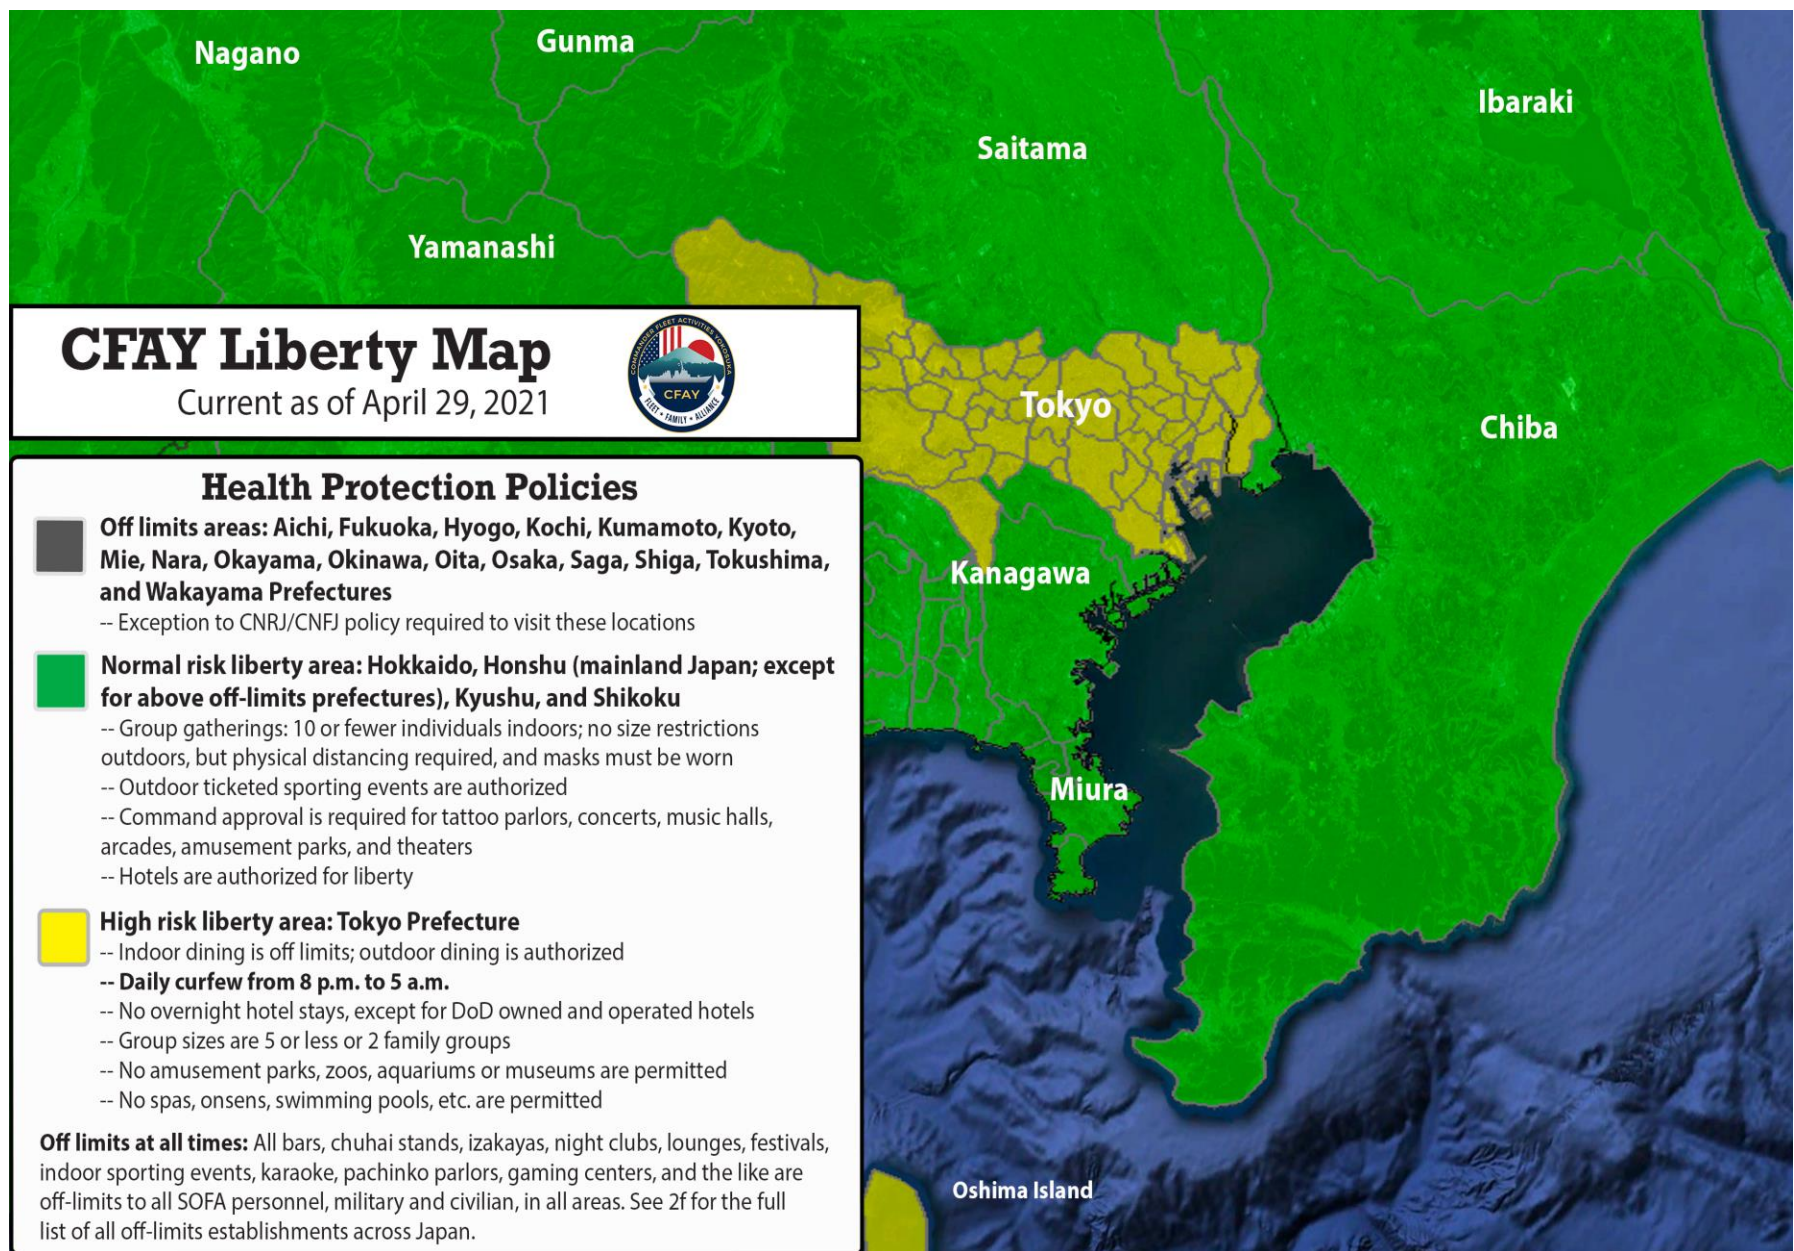 Nagano
Gunma
Ibaraki
Saitama
Yamanashi
CFAY Liberty Map
Current as of April 29, 2021
COMMANDER FLEET ACTIVITIES YOKOSUKA
CFAY
FLEET • FAMILY • ALLIANCE
Tokyo
Chiba
Kanagawa
Miura
Oshima Island
Health Protection Policies
Off limits areas: Aichi, Fukuoka, Hyogo, Kochi, Kumamoto, Kyoto,
Mie, Nara, Okayama, Okinawa, Oita, Osaka, Saga, Shiga, Tokushima,
and Wakayama Prefectures
-- Exception to CNRJ/CNFJ policy required to visit these locations
Normal risk liberty area: Hokkaido, Honshu (mainland Japan; except
for above off-limits prefectures), Kyushu, and Shikoku
-- Group gatherings: 10 or fewer individuals indoors; no size restrictions
outdoors, but physical distancing required, and masks must be worn
-- Outdoor ticketed sporting events are authorized
-- Command approval is required for tattoo parlors, concerts, music halls,
arcades, amusement parks, and theaters
-- Hotels are authorized for liberty
High risk liberty area: Tokyo Prefecture
-- Indoor dining is off limits; outdoor dining is authorized
-- Daily curfew from 8 p.m. to 5 a.m.
-- No overnight hotel stays, except for DoD owned and operated hotels
-- Group sizes are 5 or less or 2 family groups
-- No amusement parks, zoos, aquariums or museums are permitted
-- No spas, onsens, swimming pools, etc. are permitted
Off limits at all times: All bars, chuhai stands, izakayas, night clubs, lounges, festivals,
indoor sporting events, karaoke, pachinko parlors, gaming centers, and the like are
off-limits to all SOFA personnel, military and civilian, in all areas. See 2f for the full
list of all off-limits establishments across Japan.